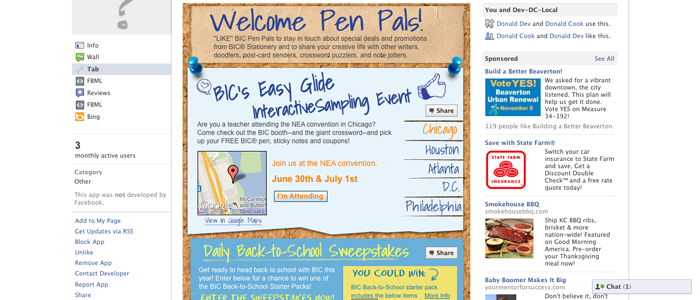 ?
Info
Wall
Tab
FBML
Reviews
FBML
Bing
3
monthly active users
Category
Other
This app was not developed by
Facebook.
Add to My Page
Get Updates via RSS
Block App
Unlike
Remove App
Contact Developer
Report App
Share
Welcome Pen Pals!
"LIKE" BIC Pen Pals to stay in touch about special deals and promotions
from BIC® Stationery and to share your creative life with other writers,
doodlers, post-card senders, crossword puzzlers, and note jotters.
BIC's Easy Glide
Interactive Sampling Event
Share
Are you a teacher attending the NEA convention in Chicago?
Come check out the BIC booth—and the giant crossword—and pick
up your FREE BIC® pen, sticky notes and coupons!
Chicago
Houston
Atlanta
D.C.
Philadelphia
Google
McCormick
Join us at the NEA convention.
June 30th & July 1st
I'm Attending
View in Google Maps
Daily Back-to-School Sweepstakes
Share
Get ready to head back to school with BIC this
year! Enter below for a chance to win one of
the BIC Back-to-School Starter Packs!
ENTER THE SWEEPSTAKES NOW!
YOU COULD WIN:
BIC Back-to-School starter pack
includes the below items
More Info
You and Dev-DC-Local
Donald Dev and Donald Cook use this.
Donald Cook and Donald Dev like this.
Sponsored
See All
Build a Better Beaverton!
Vote YES!
Beaverton
Urban Renewal
November 8
We asked for a vibrant
downtown, the city
listened. This plan will
help us get it done.
Vote YES on Measure
34-192!
119 people like Building a Better Beaverton.
Save with State Farm®
STATE FARM
INSURANCE
Switch your car
insurance to State Farm
and save. Get a
Discount Double
Check™ and a free rate
quote today!
Smokehouse BBQ
smokehousebbq.com
Ship KC BBQ ribs,
brisket & more
nation-wide! Featured
on Good Morning
America. Pre-order
your Thanksgiving
meal now!
Baby Boomer Makes It Big
yourmentorforsuccess.com
Don't believe it, don't
Chat (1)